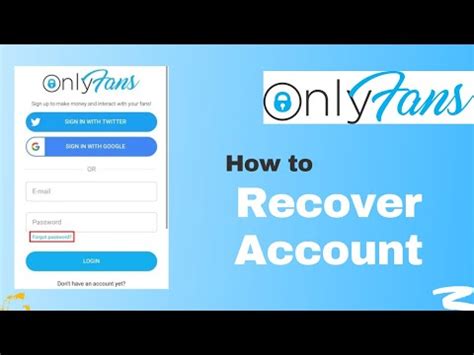 OnlyFans
Sign up to make money and interact with your fans!
SIGN IN WITH TWITTER
G SIGN IN WITH GOOGLE
OR
E-mail
Password
Forgot password?
LOGIN
Don't have an account yet?
OnlyFans
How to
Recover
Account